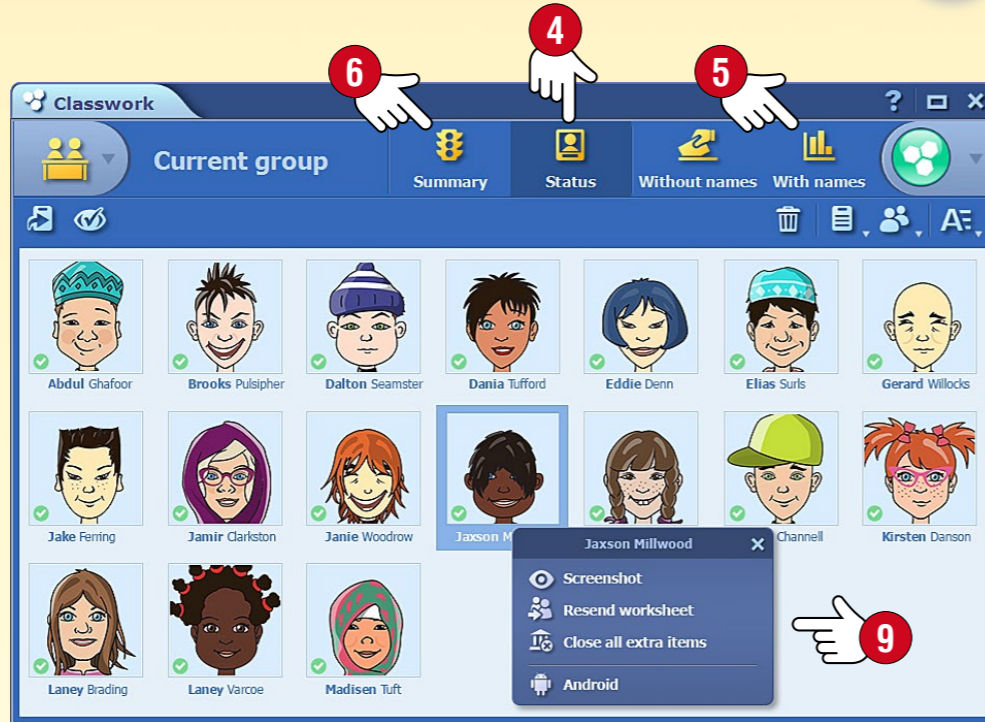 4
6
5
Classwork
?
Current group
Summary
Status
Without names
With names
A
Abdul Ghafoor
Brooks Pulsipher
Dalton Seamster
Dania Tufford
Eddie Denn
Elias Surls
Gerard Willocks
Jake Ferring
Jamir Clarkston
Janie Woodrow
Jaxson M
Channell
Kirsten Danson
Jaxson Millwood
Screenshot
Resend worksheet
Close all extra items
Android
9
Laney Brading
Laney Varcoe
Madisen Tuft